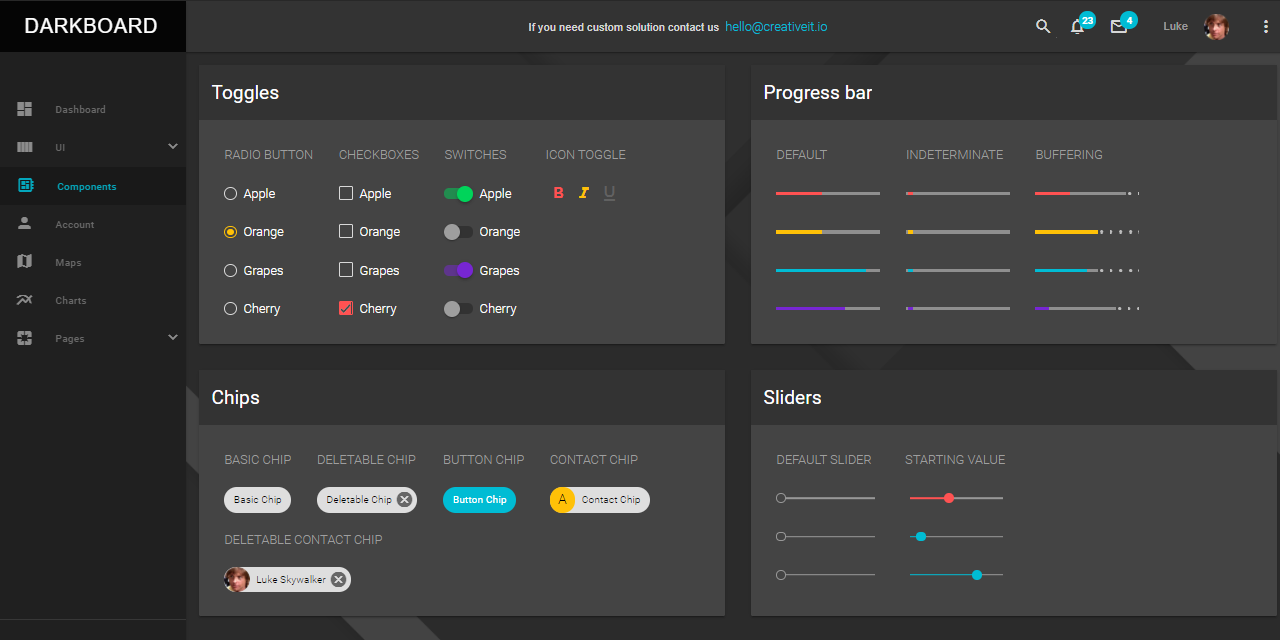 DARKBOARD
If you need custom solution contact us hello@creativeit.io
23
4
Luke
Dashboard
UI
Components
Account
Maps
Charts
Pages
Toggles
RADIO BUTTON CHECKBOXES SWITCHES ICON TOGGLE
Apple Apple Apple B I U
Orange Orange Orange
Grapes Grapes Grapes
Cherry Cherry Cherry
Progress bar
DEFAULT INDETERMINATE BUFFERING
Chips
BASIC CHIP DELETABLE CHIP BUTTON CHIP CONTACT CHIP
Basic Chip Deletable Chip Button Chip A Contact Chip
DELETABLE CONTACT CHIP
Luke Skywalker
Sliders
DEFAULT SLIDER STARTING VALUE